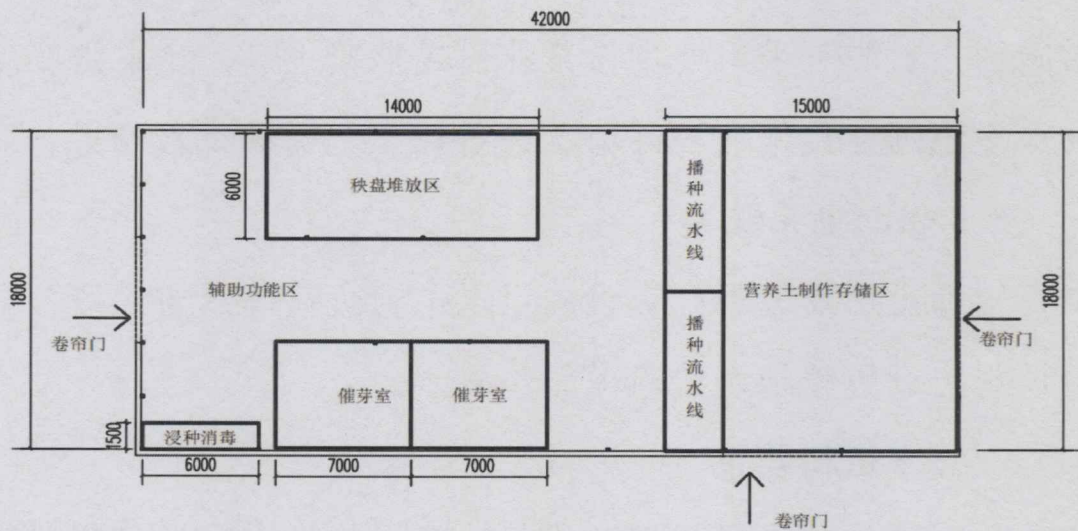 42000
14000
15000
秧盘堆放区
6000
播种流水线
18000
辅助功能区
营养土制作存储区
18000
卷帘门
播种流水线
卷帘门
催芽室
催芽室
浸种消毒
1500
6000
7000
7000
卷帘门